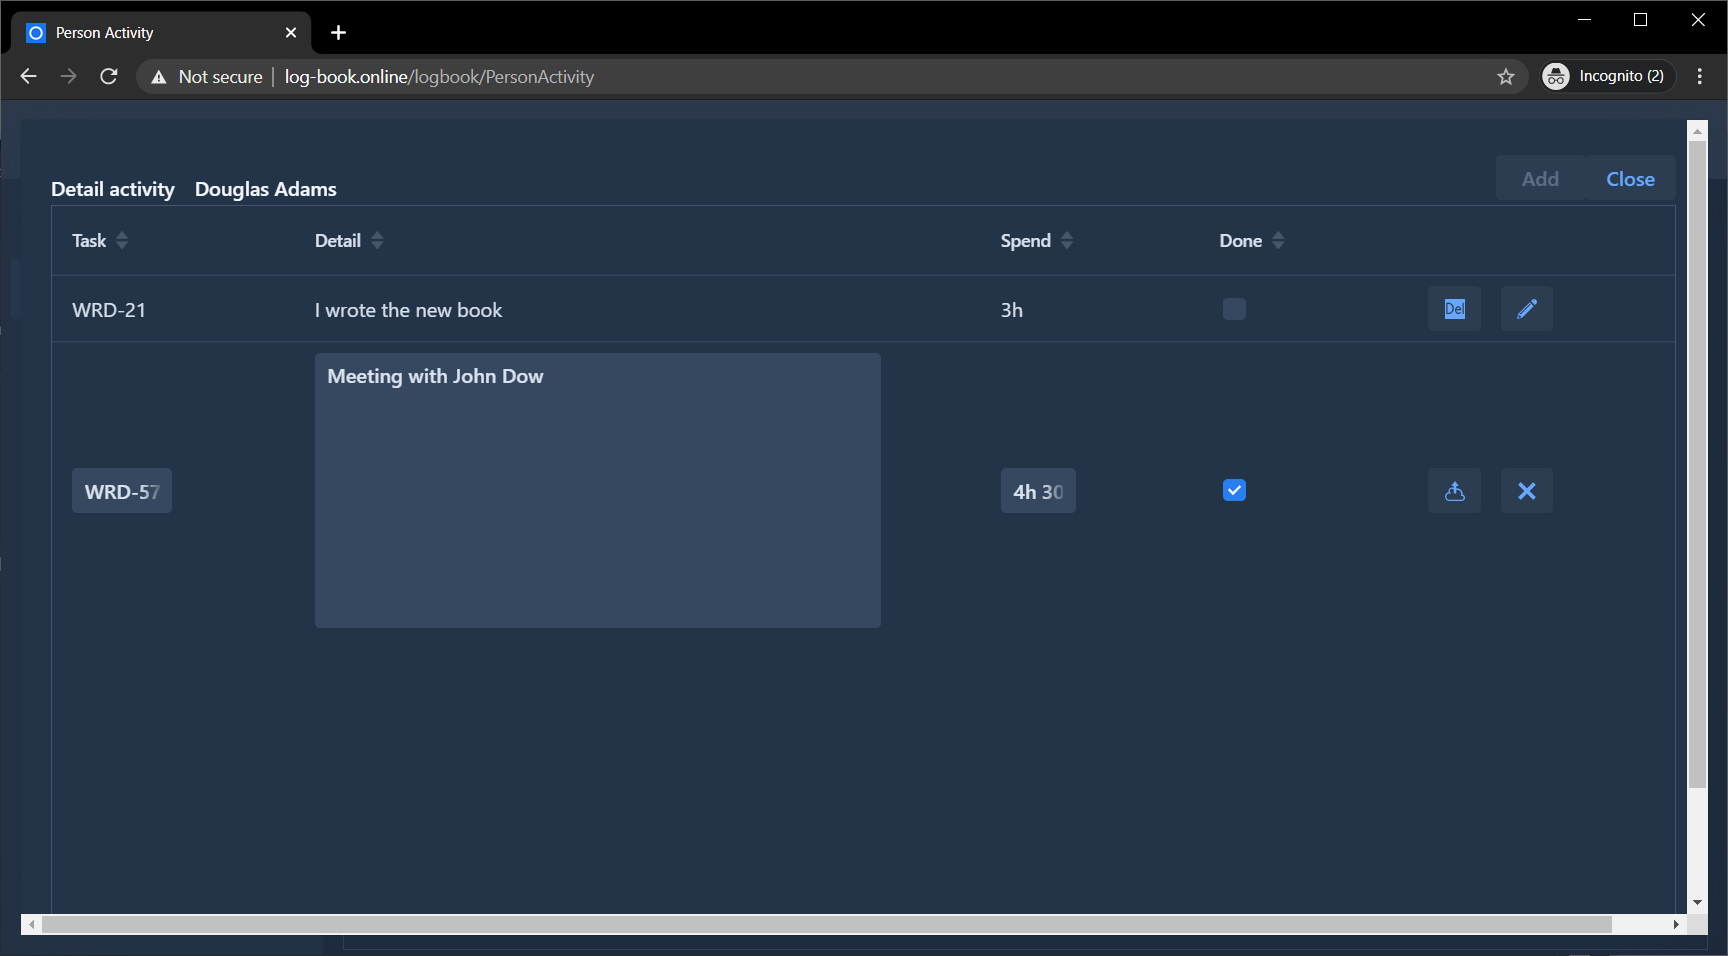 Person Activity
Not secure log-book.online/logbook/PersonActivity Incognito (2)
Detail activity Douglas Adams Add Close
Task Detail Spend Done
WRD-21 I wrote the new book 3h Del
Meeting with John Dow
WRD-57 4h 30